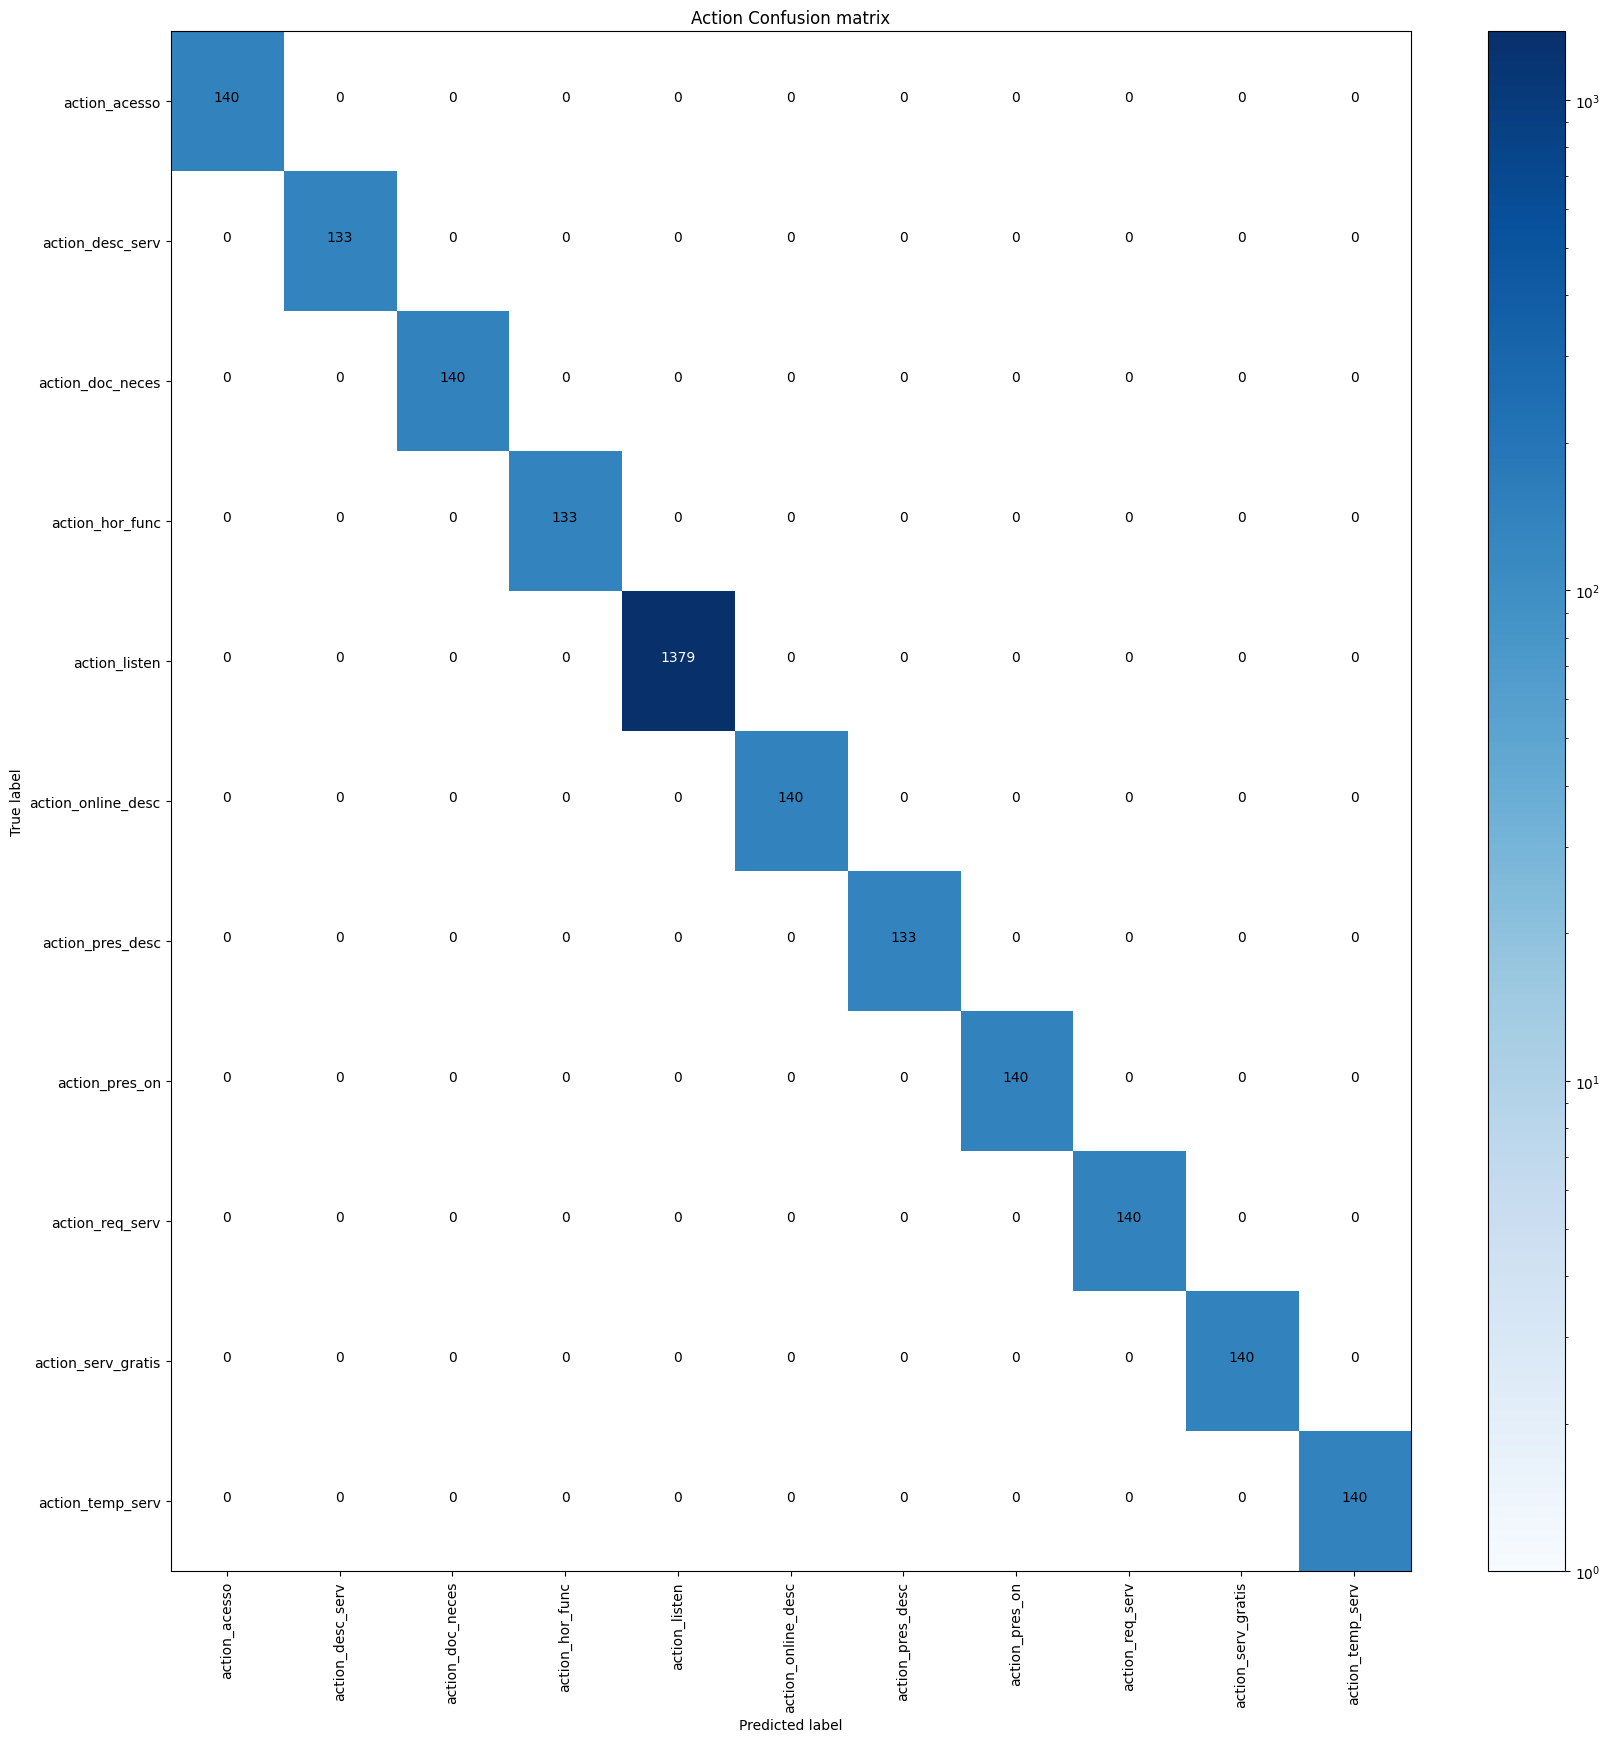 Action Confusion matrix
action_acesso 140 0 0 0 0 0 0 0 0 0 0
action_desc_serv 0 133 0 0 0 0 0 0 0 0 0
action_doc_neces 0 0 140 0 0 0 0 0 0 0 0
action_hor_func 0 0 0 133 0 0 0 0 0 0 0
action_listen 0 0 0 0 1379 0 0 0 0 0 0
action_online_desc 0 0 0 0 0 140 0 0 0 0 0
action_pres_desc 0 0 0 0 0 0 133 0 0 0 0
action_pres_on 0 0 0 0 0 0 0 140 0 0 0
action_req_serv 0 0 0 0 0 0 0 0 140 0 0
action_serv_gratis 0 0 0 0 0 0 0 0 0 140 0
action_temp_serv 0 0 0 0 0 0 0 0 0 0 140
True label
action_acesso
action_desc_serv
action_doc_neces
action_hor_func
action_listen
action_online_desc
action_pres_desc
action_pres_on
action_req_serv
action_serv_gratis
action_temp_serv
Predicted label
10³
10²
10¹
10⁰